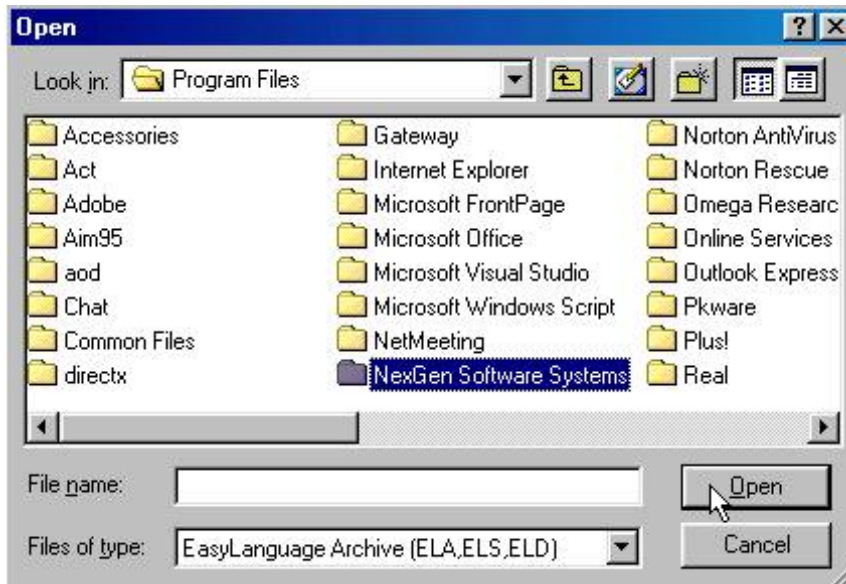 Open
Look in: Program Files
Accessories
Act
Adobe
Aim95
aod
Chat
Common Files
directx
Gateway
Internet Explorer
Microsoft FrontPage
Microsoft Office
Microsoft Visual Studio
Microsoft Windows Script
NetMeeting
NexGen Software Systems
Norton AntiVirus
Norton Rescue
Omega Researc
Online Services
Outlook Express
Pkware
Plus!
Real
File name:
Open
Files of type: EasyLanguage Archive (ELA,ELS,ELD)
Cancel